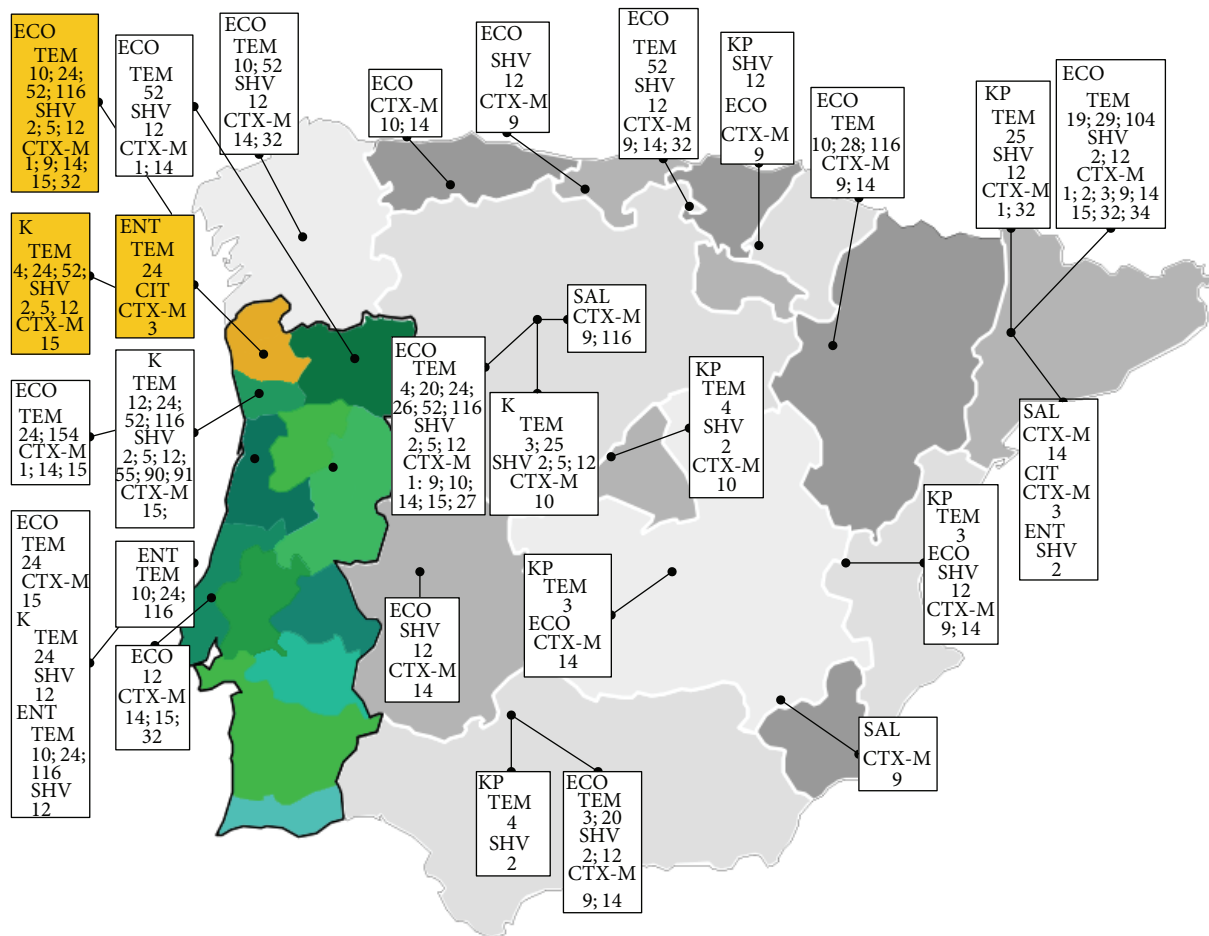 ECO
TEM
10; 24;
52; 116
SHV
2; 5; 12
CTX-M
1; 9; 14;
15; 32
ECO
TEM
52
SHV
12
CTX-M
1; 14
ECO
TEM
10; 52
SHV
12
CTX-M
14; 32
ECO
CTX-M
10; 14
ECO
SHV
12
CTX-M
9
ECO
TEM
52
SHV
12
CTX-M
9; 14; 32
KP
SHV
12
ECO
CTX-M
9
ECO
TEM
10; 28; 116
CTX-M
9; 14
KP
TEM
25
SHV
12
CTX-M
1; 32
ECO
TEM
19; 29; 104
SHV
2; 12
CTX-M
1; 2; 3; 9; 14
15; 32; 34
K
TEM
4; 24; 52;
SHV
2, 5, 12
CTX-M
15
ENT
TEM
24
CIT
CTX-M
3
SAL
CTX-M
9; 116
ECO
TEM
24; 154
CTX-M
1; 14; 15
K
TEM
12; 24;
52; 116
SHV
2; 5; 12;
55; 90; 91
CTX-M
15;
ECO
TEM
4; 20; 24;
26; 52; 116
SHV
2; 5; 12
CTX-M
1; 9; 10;
14; 15; 27
K
TEM
3; 25
SHV 2; 5; 12
CTX-M
10
KP
TEM
4
SHV
2
CTX-M
10
SAL
CTX-M
14
CIT
CTX-M
3
ENT
SHV
2
KP
TEM
3
ECO
SHV
12
CTX-M
9; 14
ECO
TEM
24
CTX-M
15
K
TEM
24
SHV
12
ENT
TEM
10; 24;
116
SHV
12
ENT
TEM
10; 24;
116
ECO
12
CTX-M
14; 15;
32
ECO
SHV
12
CTX-M
14
KP
TEM
3
ECO
CTX-M
14
SAL
CTX-M
9
KP
TEM
4
SHV
2
ECO
TEM
3; 20
SHV
2; 12
CTX-M
9; 14